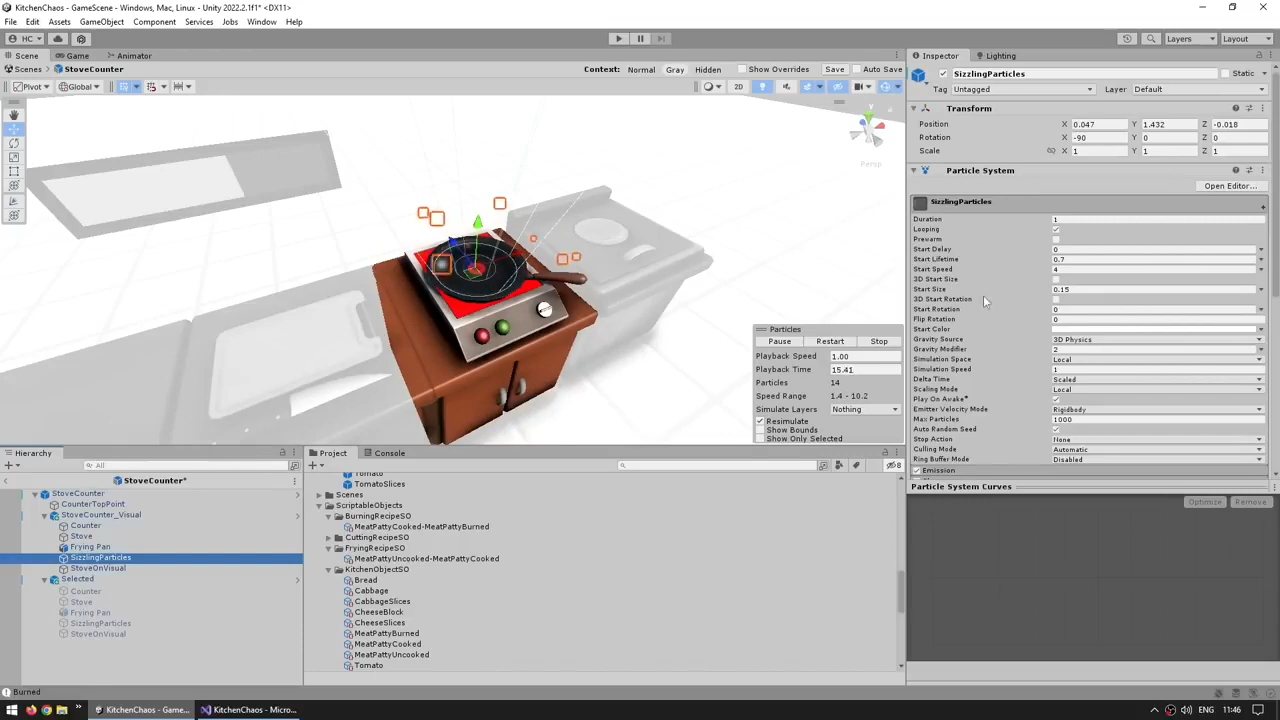 KitchenChaos - GameScene - Windows, Mac, Linux - Unity 2022.2.1f1* <DX11>
File Edit Assets GameObject Component Services Jobs Window Help
HC Layers Layout
Scene Game Animator
Scenes StoveCounter Context: Normal Gray Hidden Show Overrides Save Auto Save
Pivot Global 2D
Persp
Particles
Pause Restart Stop
Playback Speed 1.00
Playback Time 15.41
Particles 14
Speed Range 1.4 - 10.2
Simulate Layers Nothing
Resimulate
Show Bounds
Show Only Selected
Inspector Lighting
SizzlingParticles Static
Tag Untagged Layer Default
Transform
Position X 0.047 Y 1.432 Z -0.018
Rotation X -90 Y 0 Z 0
Scale X 1 Y 1 Z 1
Particle System
Open Editor...
SizzlingParticles
Duration 1
Looping
Prewarm
Start Delay 0
Start Lifetime 0.7
Start Speed 4
3D Start Size
Start Size 0.15
3D Start Rotation
Start Rotation 0
Flip Rotation 0
Start Color
Gravity Source 3D Physics
Gravity Modifier 2
Simulation Space Local
Simulation Speed 1
Delta Time Scaled
Scaling Mode Local
Play On Awake*
Emitter Velocity Mode Rigidbody
Max Particles 1000
Auto Random Seed
Stop Action None
Culling Mode Automatic
Ring Buffer Mode Disabled
Emission
Particle System Curves
Optimize Remove
Hierarchy
All
StoveCounter*
StoveCounter
CounterTopPoint
StoveCounter_Visual
Counter
Stove
Frying Pan
SizzlingParticles
StoveOnVisual
Selected
Counter
Stove
Frying Pan
SizzlingParticles
StoveOnVisual
Project Console
8
Tomato
TomatoSlices
Scenes
ScriptableObjects
BurningRecipeSO
MeatPattyCooked-MeatPattyBurned
CuttingRecipeSO
FryingRecipeSO
MeatPattyUncooked-MeatPattyCooked
KitchenObjectSO
Bread
Cabbage
CabbageSlices
CheeseBlock
CheeseSlices
MeatPattyBurned
MeatPattyCooked
MeatPattyUncooked
Tomato
Burned
KitchenChaos - Game... KitchenChaos - Micro... ENG 11:46